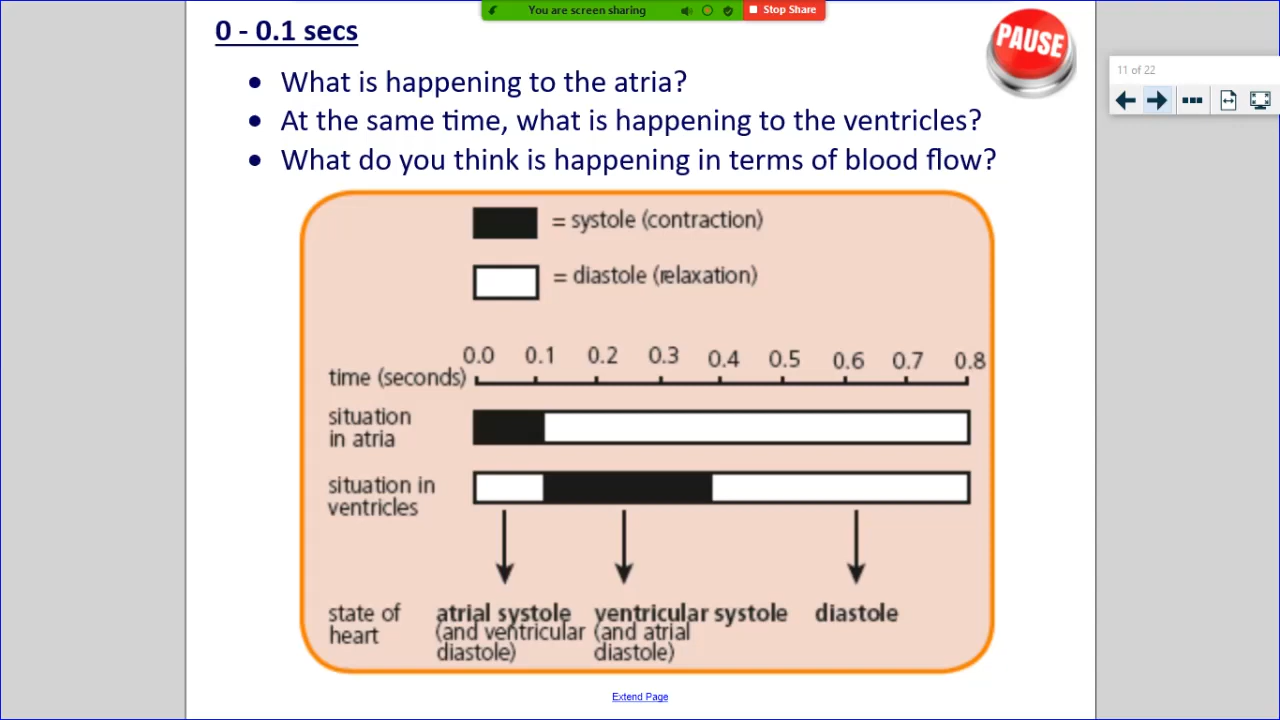 You are screen sharing
Stop Share
0 - 0.1 secs
PAUSE
11 of 22
• What is happening to the atria?
• At the same time, what is happening to the ventricles?
• What do you think is happening in terms of blood flow?
= systole (contraction)
= diastole (relaxation)
0.0 0.1 0.2 0.3 0.4 0.5 0.6 0.7 0.8
time (seconds)
situation
in atria
situation in
ventricles
state of
heart
atrial systole
(and ventricular
diastole)
ventricular systole
(and atrial
diastole)
diastole
Extend Page